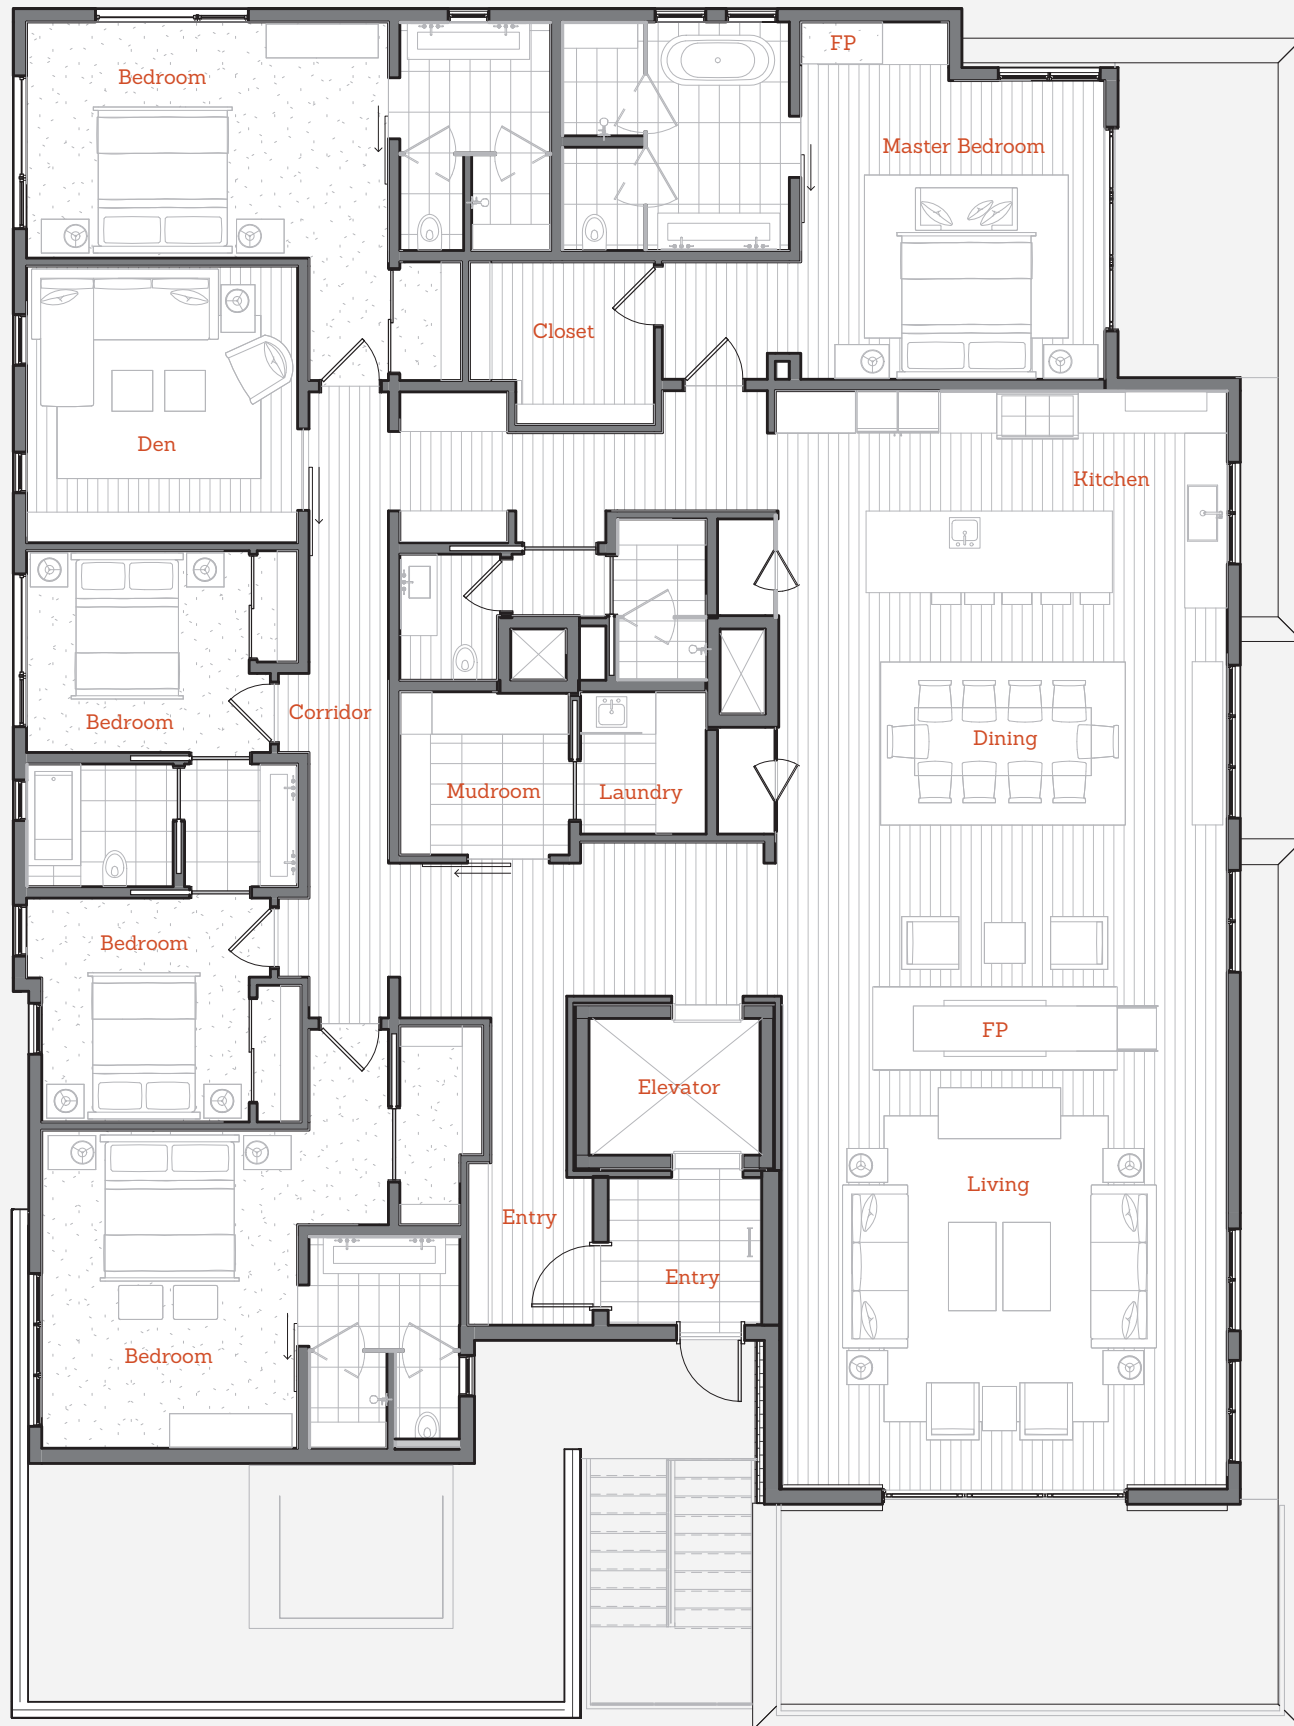 FP
Bedroom
Master Bedroom
Closet
Den
Kitchen
Corridor
Bedroom
Dining
Mudroom
Laundry
Bedroom
FP
Elevator
Living
Entry
Entry
Bedroom